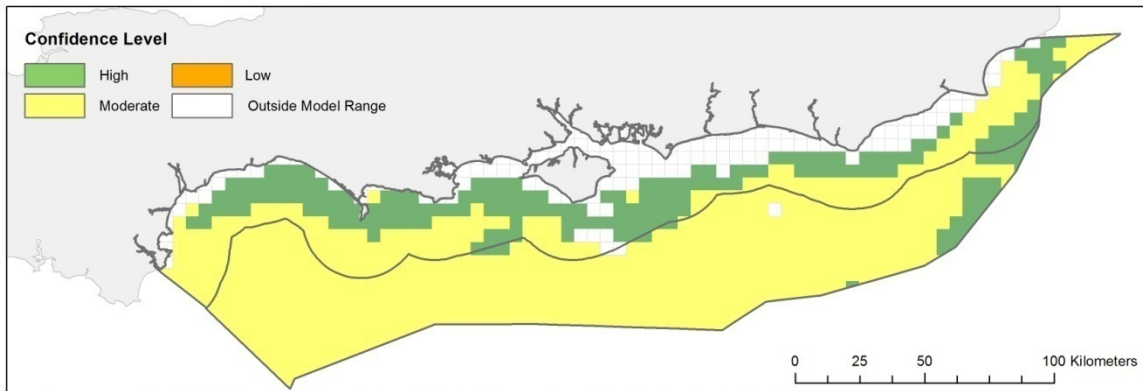 Confidence Level
High
Low
Moderate
Outside Model Range
0 25 50 100 Kilometers